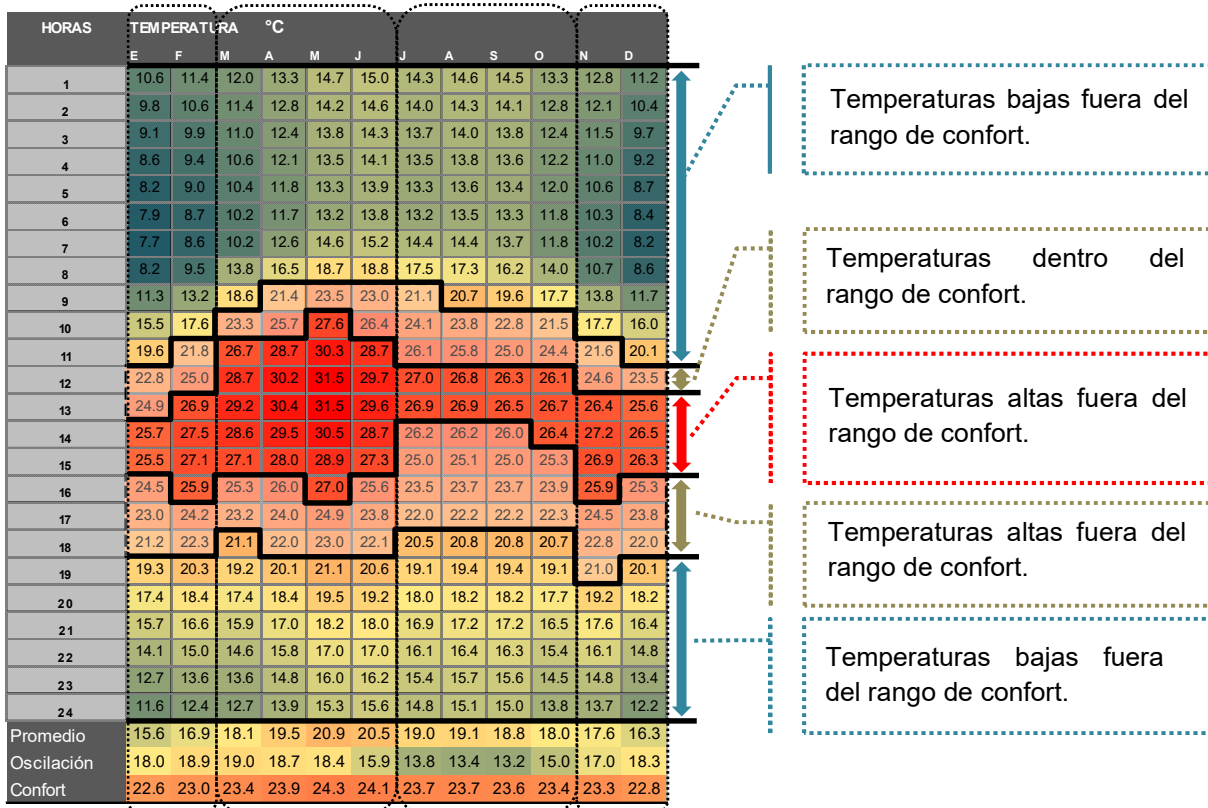 HORAS TEMPERATURA °C
E F M A M J J A S O N D
1 10.6 11.4 12.0 13.3 14.7 15.0 14.3 14.6 14.5 13.3 12.8 11.2
2 9.8 10.6 11.4 12.8 14.2 14.6 14.0 14.3 14.1 12.8 12.1 10.4
3 9.1 9.9 11.0 12.4 13.8 14.3 13.7 14.0 13.8 12.4 11.5 9.7
4 8.6 9.4 10.6 12.1 13.5 14.1 13.5 13.8 13.6 12.2 11.0 9.2
5 8.2 9.0 10.4 11.8 13.3 13.9 13.3 13.6 13.4 12.0 10.6 8.7
6 7.9 8.7 10.2 11.7 13.2 13.8 13.2 13.5 13.3 11.8 10.3 8.4
7 7.7 8.6 10.2 12.6 14.6 15.2 14.4 14.4 13.7 11.8 10.2 8.2
8 8.2 9.5 13.8 16.5 18.7 18.8 17.5 17.3 16.2 14.0 10.7 8.6
9 11.3 13.2 18.6 21.4 23.5 23.0 21.1 20.7 19.6 17.7 13.8 11.7
10 15.5 17.6 23.3 25.7 27.6 26.4 24.1 23.8 22.8 21.5 17.7 16.0
11 19.6 21.8 26.7 28.7 30.3 28.7 26.1 25.8 25.0 24.4 21.6 20.1
12 22.8 25.0 28.7 30.2 31.5 29.7 27.0 26.8 26.3 26.1 24.6 23.5
13 24.9 26.9 29.2 30.4 31.5 29.6 26.9 26.9 26.5 26.7 26.4 25.6
14 25.7 27.5 28.6 29.5 30.5 28.7 26.2 26.2 26.0 26.4 27.2 26.5
15 25.5 27.1 27.1 28.0 28.9 27.3 25.0 25.1 25.0 25.3 26.9 26.3
16 24.5 25.9 25.3 26.0 27.0 25.6 23.5 23.7 23.7 23.9 25.9 25.3
17 23.0 24.2 23.2 24.0 24.9 23.8 22.0 22.2 22.2 22.3 24.5 23.8
18 21.2 22.3 21.1 22.0 23.0 22.1 20.5 20.8 20.8 20.7 22.8 22.0
19 19.3 20.3 19.2 20.1 21.1 20.6 19.1 19.4 19.4 19.1 21.0 20.1
20 17.4 18.4 17.4 18.4 19.5 19.2 18.0 18.2 18.2 17.7 19.2 18.2
21 15.7 16.6 15.9 17.0 18.2 18.0 16.9 17.2 17.2 16.5 17.6 16.4
22 14.1 15.0 14.6 15.8 17.0 17.0 16.1 16.4 16.3 15.4 16.1 14.8
23 12.7 13.6 13.6 14.8 16.0 16.2 15.4 15.7 15.6 14.5 14.8 13.4
24 11.6 12.4 12.7 13.9 15.3 15.6 14.8 15.1 15.0 13.8 13.7 12.2
Promedio 15.6 16.9 18.1 19.5 20.9 20.5 19.0 19.1 18.8 18.0 17.6 16.3
Oscilación 18.0 18.9 19.0 18.7 18.4 15.9 13.8 13.4 13.2 15.0 17.0 18.3
Confort 22.6 23.0 23.4 23.9 24.3 24.1 23.7 23.7 23.6 23.4 23.3 22.8
Temperaturas bajas fuera del
rango de confort.
Temperaturas dentro del
rango de confort.
Temperaturas altas fuera del
rango de confort.
Temperaturas altas fuera del
rango de confort.
Temperaturas bajas fuera
del rango de confort.